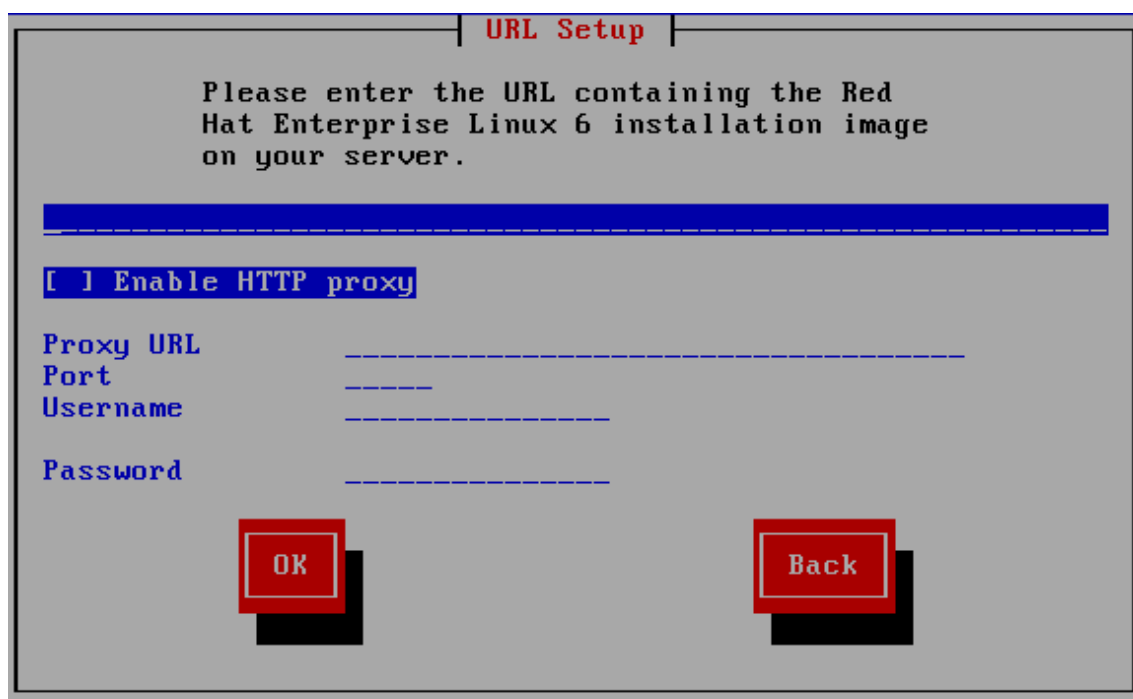 URL Setup
Please enter the URL containing the Red
Hat Enterprise Linux 6 installation image
on your server.
[ ] Enable HTTP proxy
Proxy URL
Port
Username
Password
OK Back